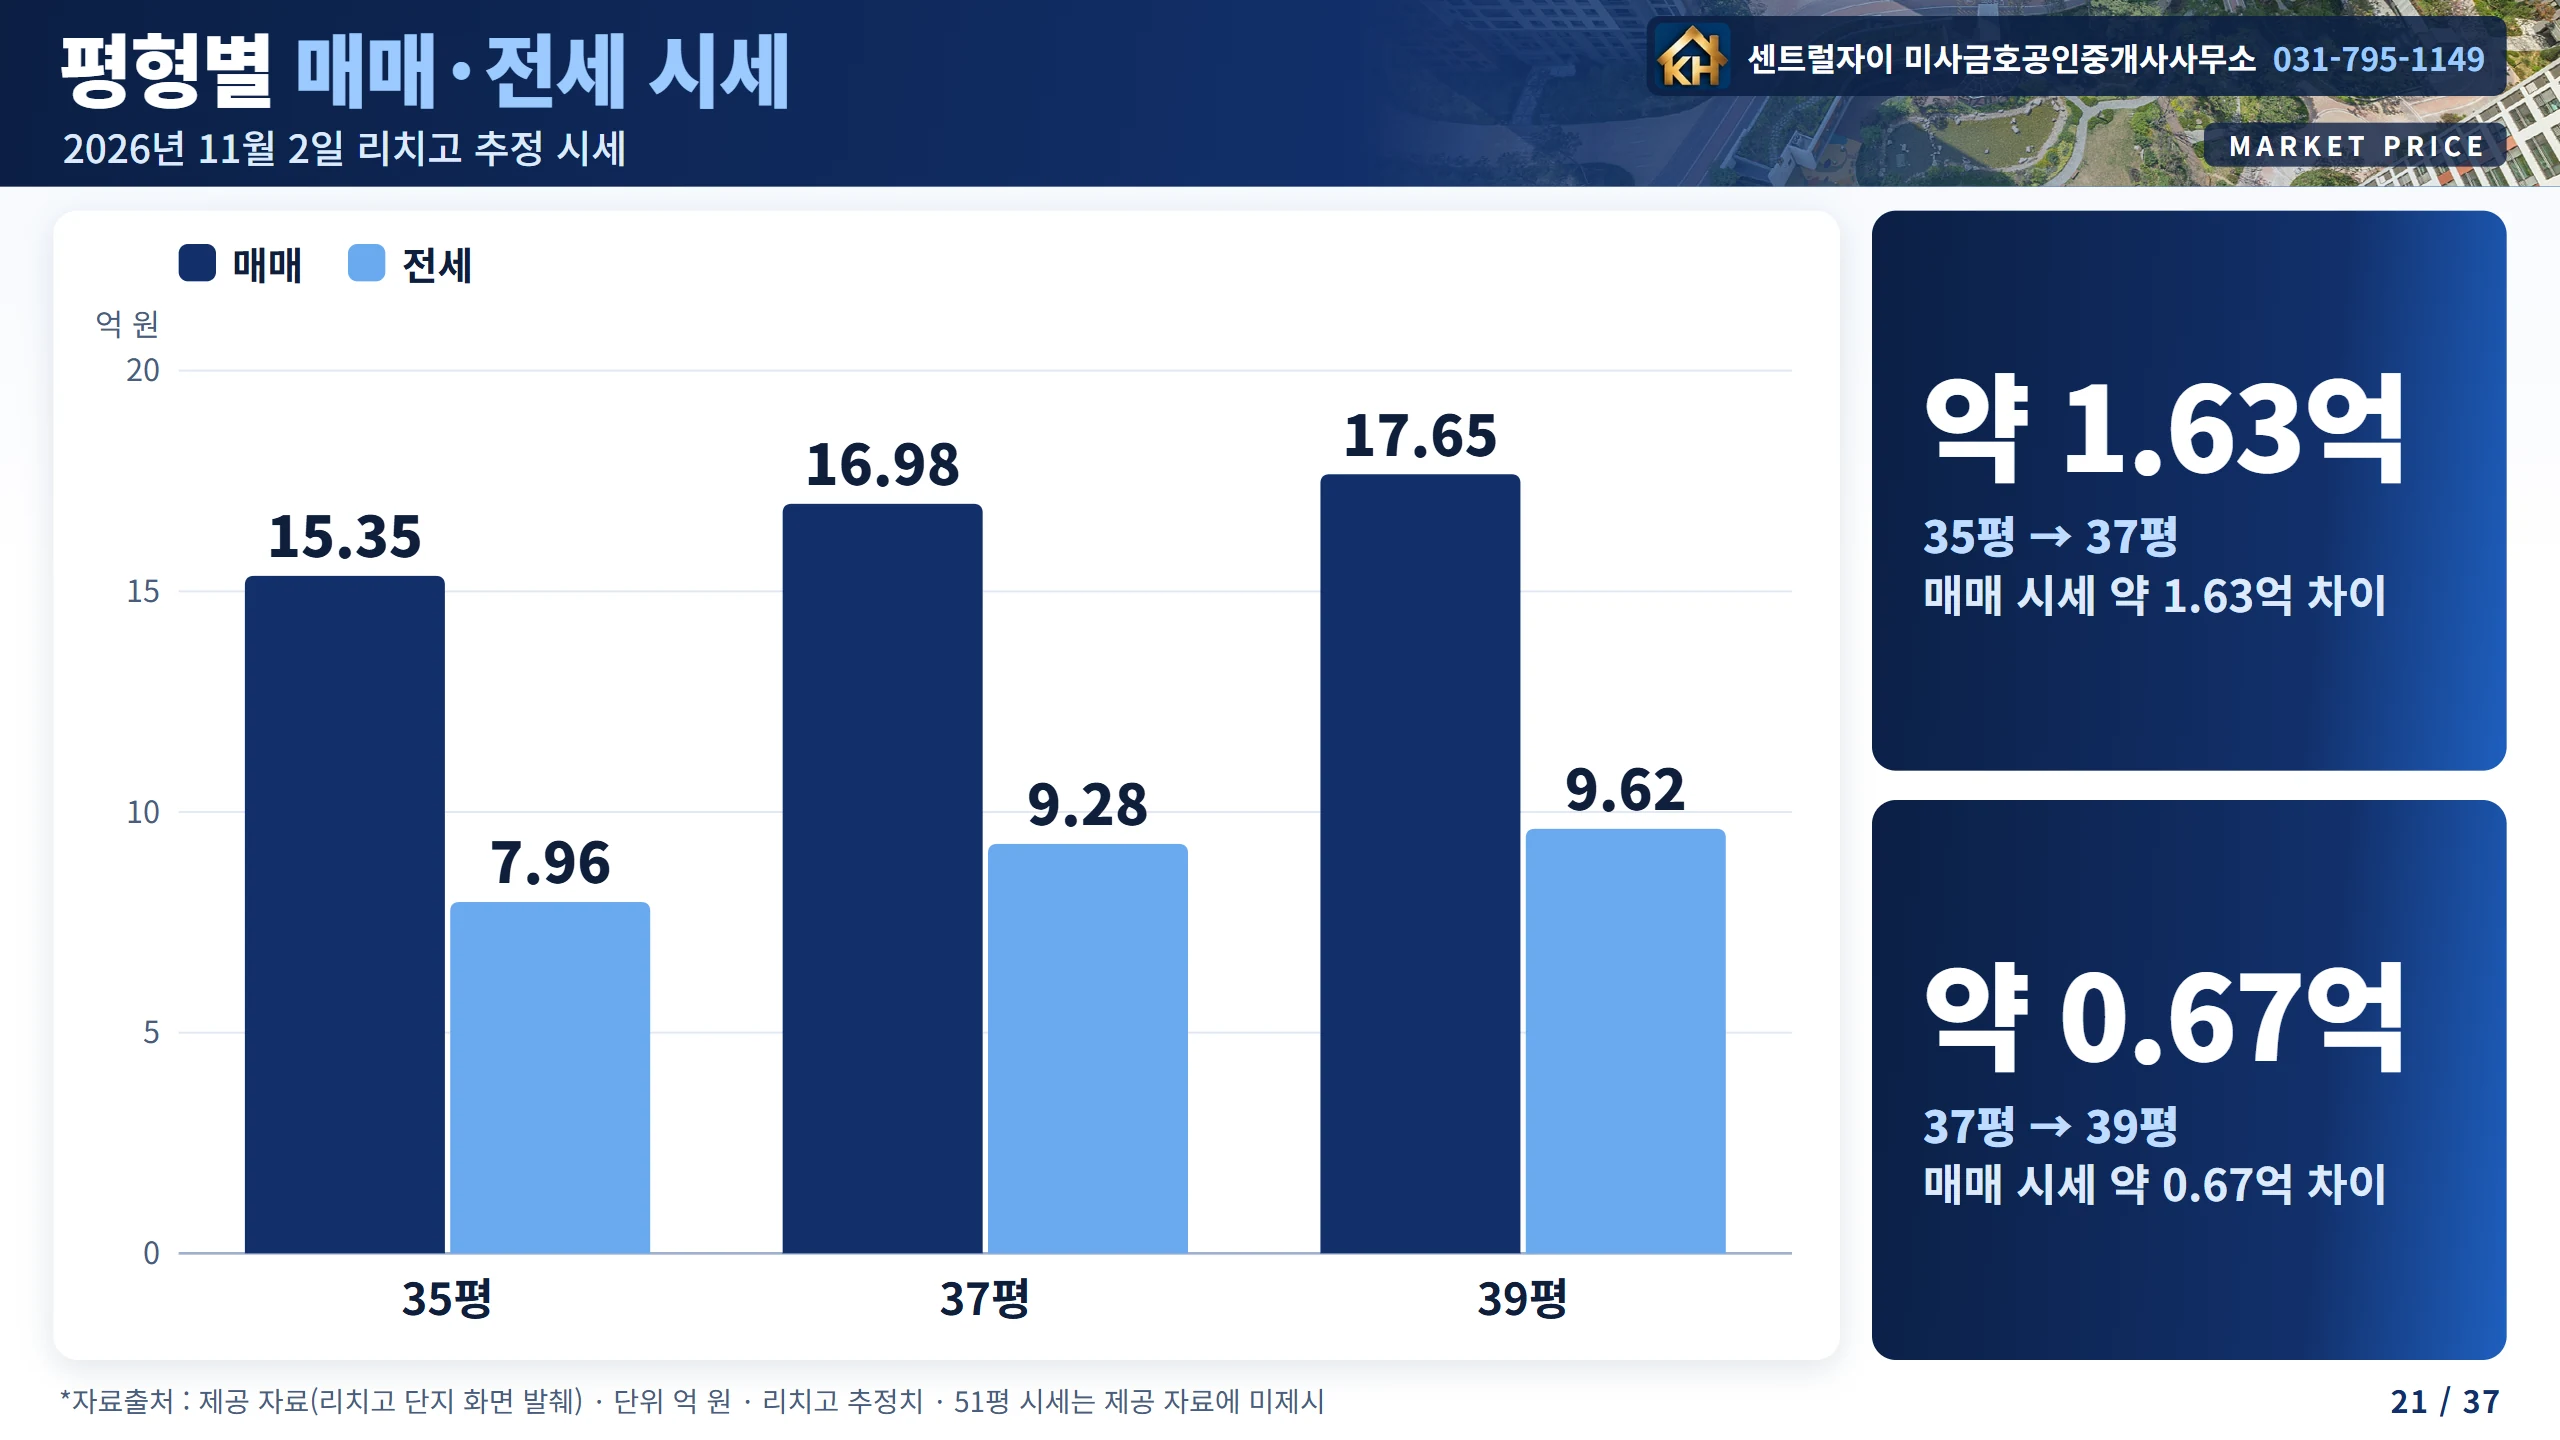 평형별 매매·전세 시세
2026년 11월 2일 리치고 추정 시세
KH
센트럴자이 미사금호공인중개사사무소 031-795-1149
MARKET PRICE
매매 전세
억 원
20
15
10
5
0
15.35
7.96
16.98
9.28
17.65
9.62
35평
37평
39평
약 1.63억
35평 → 37평
매매 시세 약 1.63억 차이
약 0.67억
37평 → 39평
매매 시세 약 0.67억 차이
*자료출처 : 제공 자료(리치고 단지 화면 발췌) · 단위 억 원 · 리치고 추정치 · 51평 시세는 제공 자료에 미제시
21 / 37